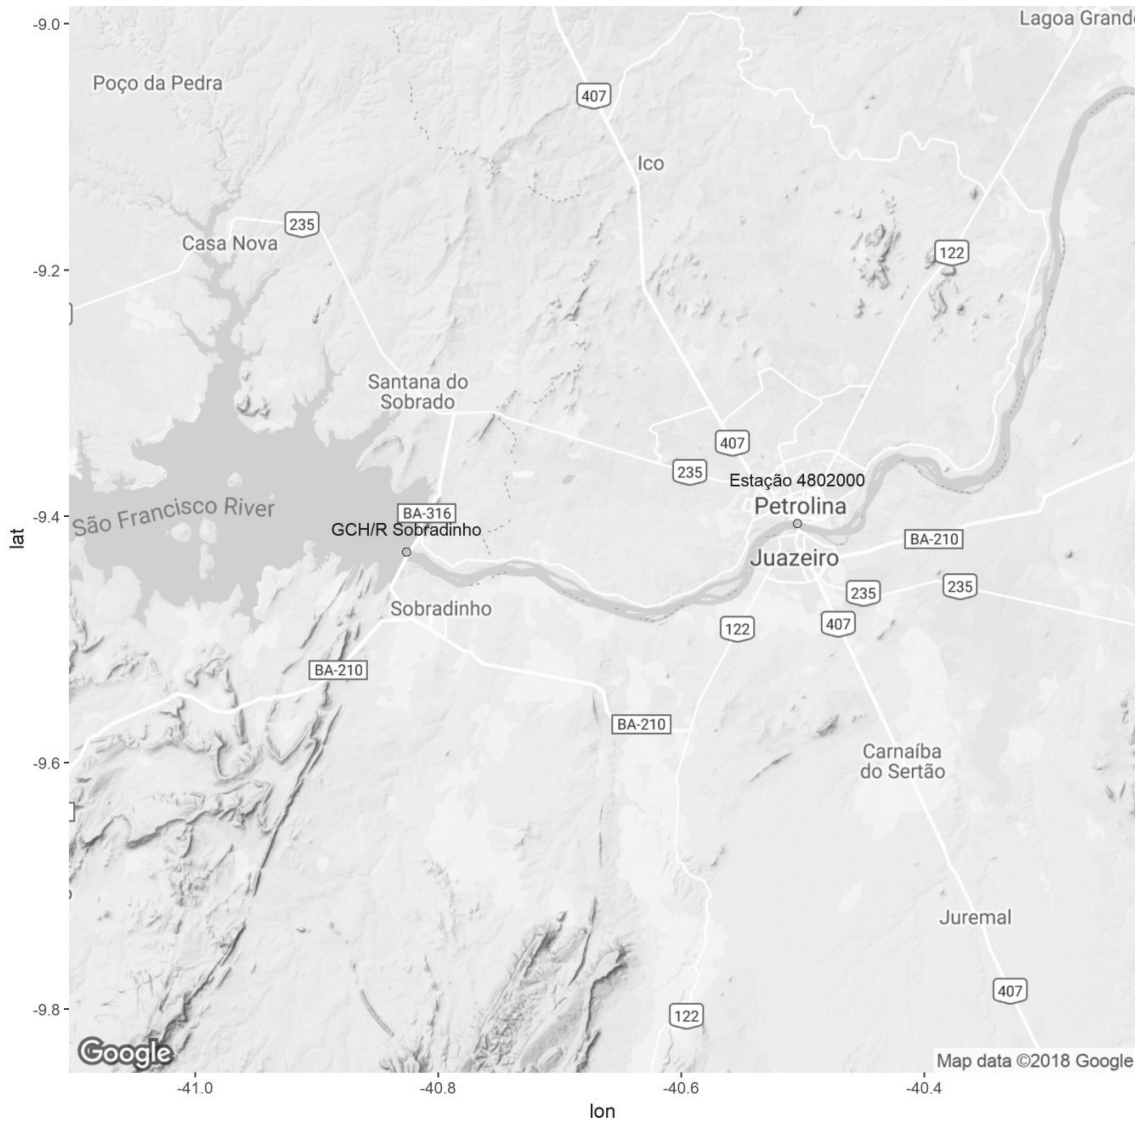 -9.0
Lagoa Grand
Poço da Pedra
407
Ico
235
Casa Nova
122
-9.2
Santana do
Sobrado
407
235
Estação 4802000
Petrolina
São Francisco River
BA-316
-9.4
GCH/R Sobradinho
BA-210
Juazeiro
235
235
Sobradinho
122
407
BA-210
BA-210
Carnaíba
do Sertão
-9.6
Juremal
407
-9.8
122
Google
Map data ©2018 Google
-41.0
-40.8
-40.6
-40.4
lon
lat